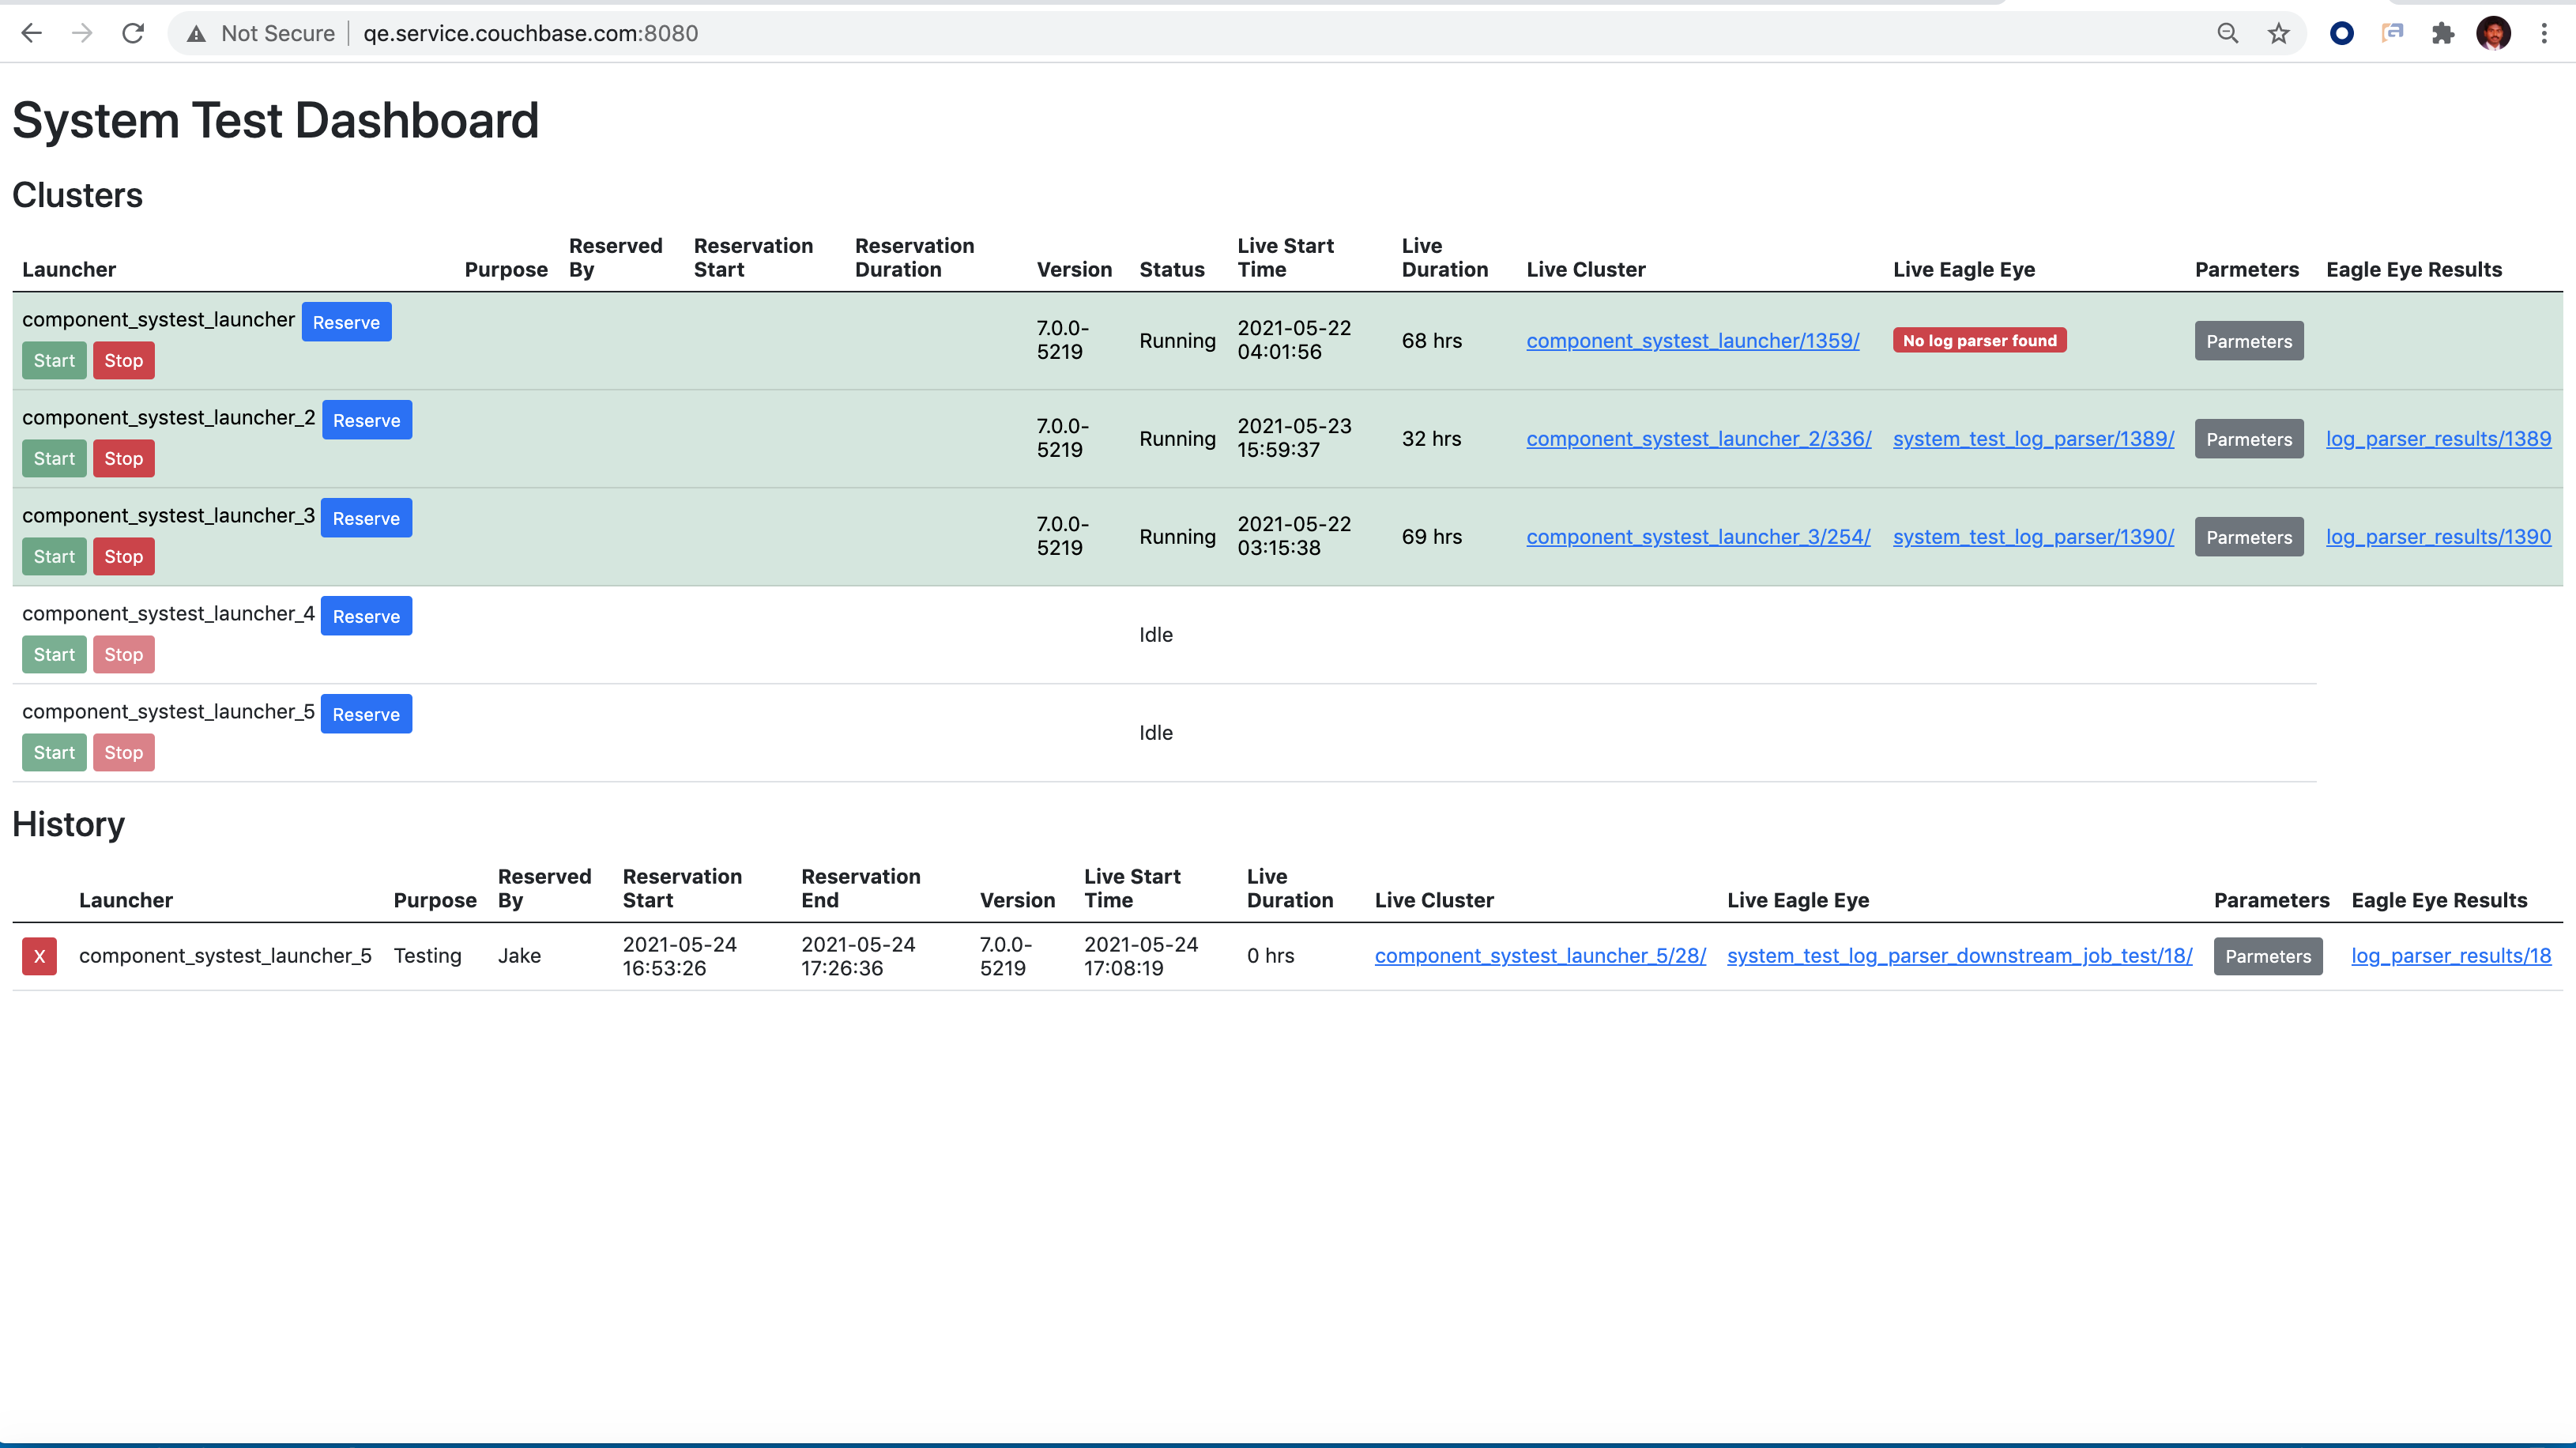 Not Secure | qe.service.couchbase.com:8080
System Test Dashboard
Clusters
Launcher Purpose Reserved By Reservation Start Reservation Duration Version Status Live Start Time Live Duration Live Cluster Live Eagle Eye Parmeters Eagle Eye Results
component_systest_launcher Reserve
Start Stop
7.0.0-5219 Running 2021-05-22 04:01:56 68 hrs component_systest_launcher/1359/ No log parser found Parmeters
component_systest_launcher_2 Reserve
Start Stop
7.0.0-5219 Running 2021-05-23 15:59:37 32 hrs component_systest_launcher_2/336/ system_test_log_parser/1389/ Parmeters log_parser_results/1389
component_systest_launcher_3 Reserve
Start Stop
7.0.0-5219 Running 2021-05-22 03:15:38 69 hrs component_systest_launcher_3/254/ system_test_log_parser/1390/ Parmeters log_parser_results/1390
component_systest_launcher_4 Reserve
Start Stop
Idle
component_systest_launcher_5 Reserve
Start Stop
Idle
History
Launcher Purpose Reserved By Reservation Start Reservation End Version Live Start Time Live Duration Live Cluster Live Eagle Eye Parameters Eagle Eye Results
X component_systest_launcher_5 Testing Jake 2021-05-24 16:53:26 2021-05-24 17:26:36 7.0.0-5219 2021-05-24 17:08:19 0 hrs component_systest_launcher_5/28/ system_test_log_parser_downstream_job_test/18/ Parmeters log_parser_results/18